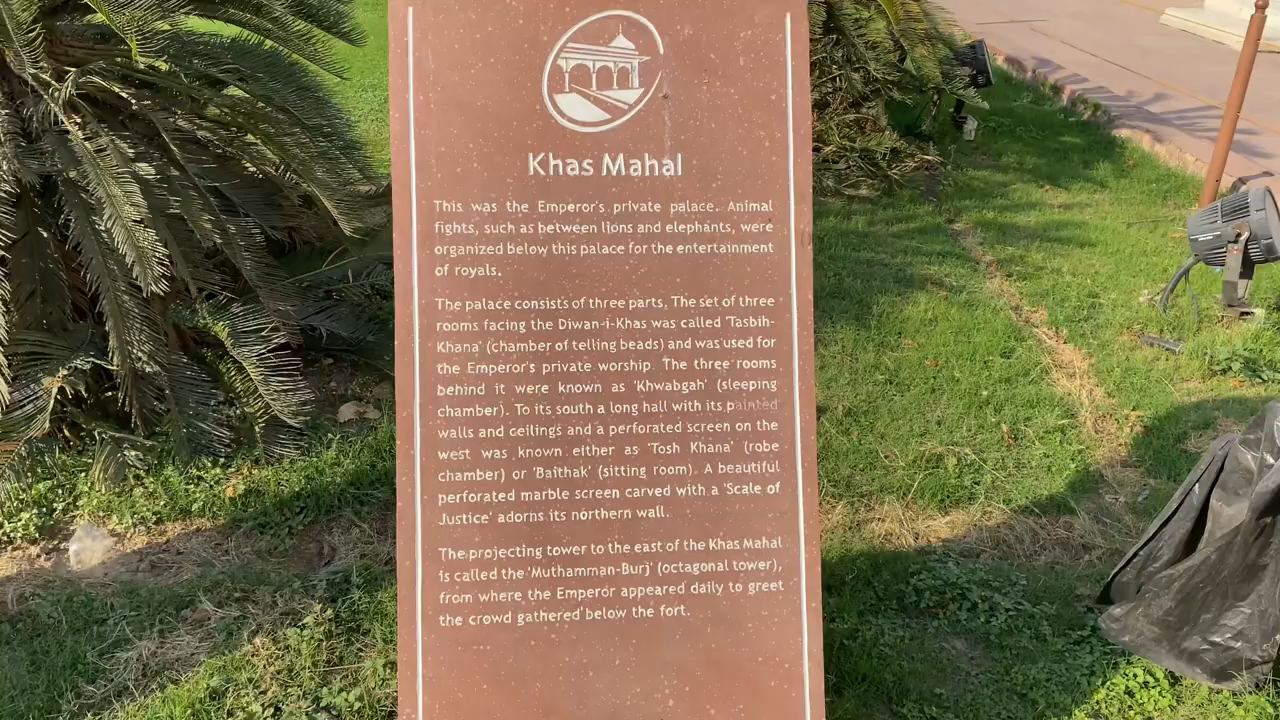 Khas Mahal
This was the Emperor's private palace. Animal
fights, such as between lions and elephants, were
organized below this palace for the entertainment
of royals.
The palace consists of three parts. The set of three
rooms facing the Diwan-i-Khas was called 'Tasbih-
Khana' (chamber of telling beads) and was used for
the Emperor's private worship. The three rooms
behind it were known as 'Khwabgah' (sleeping
chamber). To its south a long hall with its painted
walls and ceilings and a perforated screen on the
west was known either as 'Tosh Khana' (robe
chamber) or 'Baithak' (sitting room). A beautiful
perforated marble screen carved with a 'Scale of
Justice' adorns its northern wall.
The projecting tower to the east of the Khas Mahal
is called the 'Muthamman-Burj' (octagonal tower),
from where the Emperor appeared daily to greet
the crowd gathered below the fort.